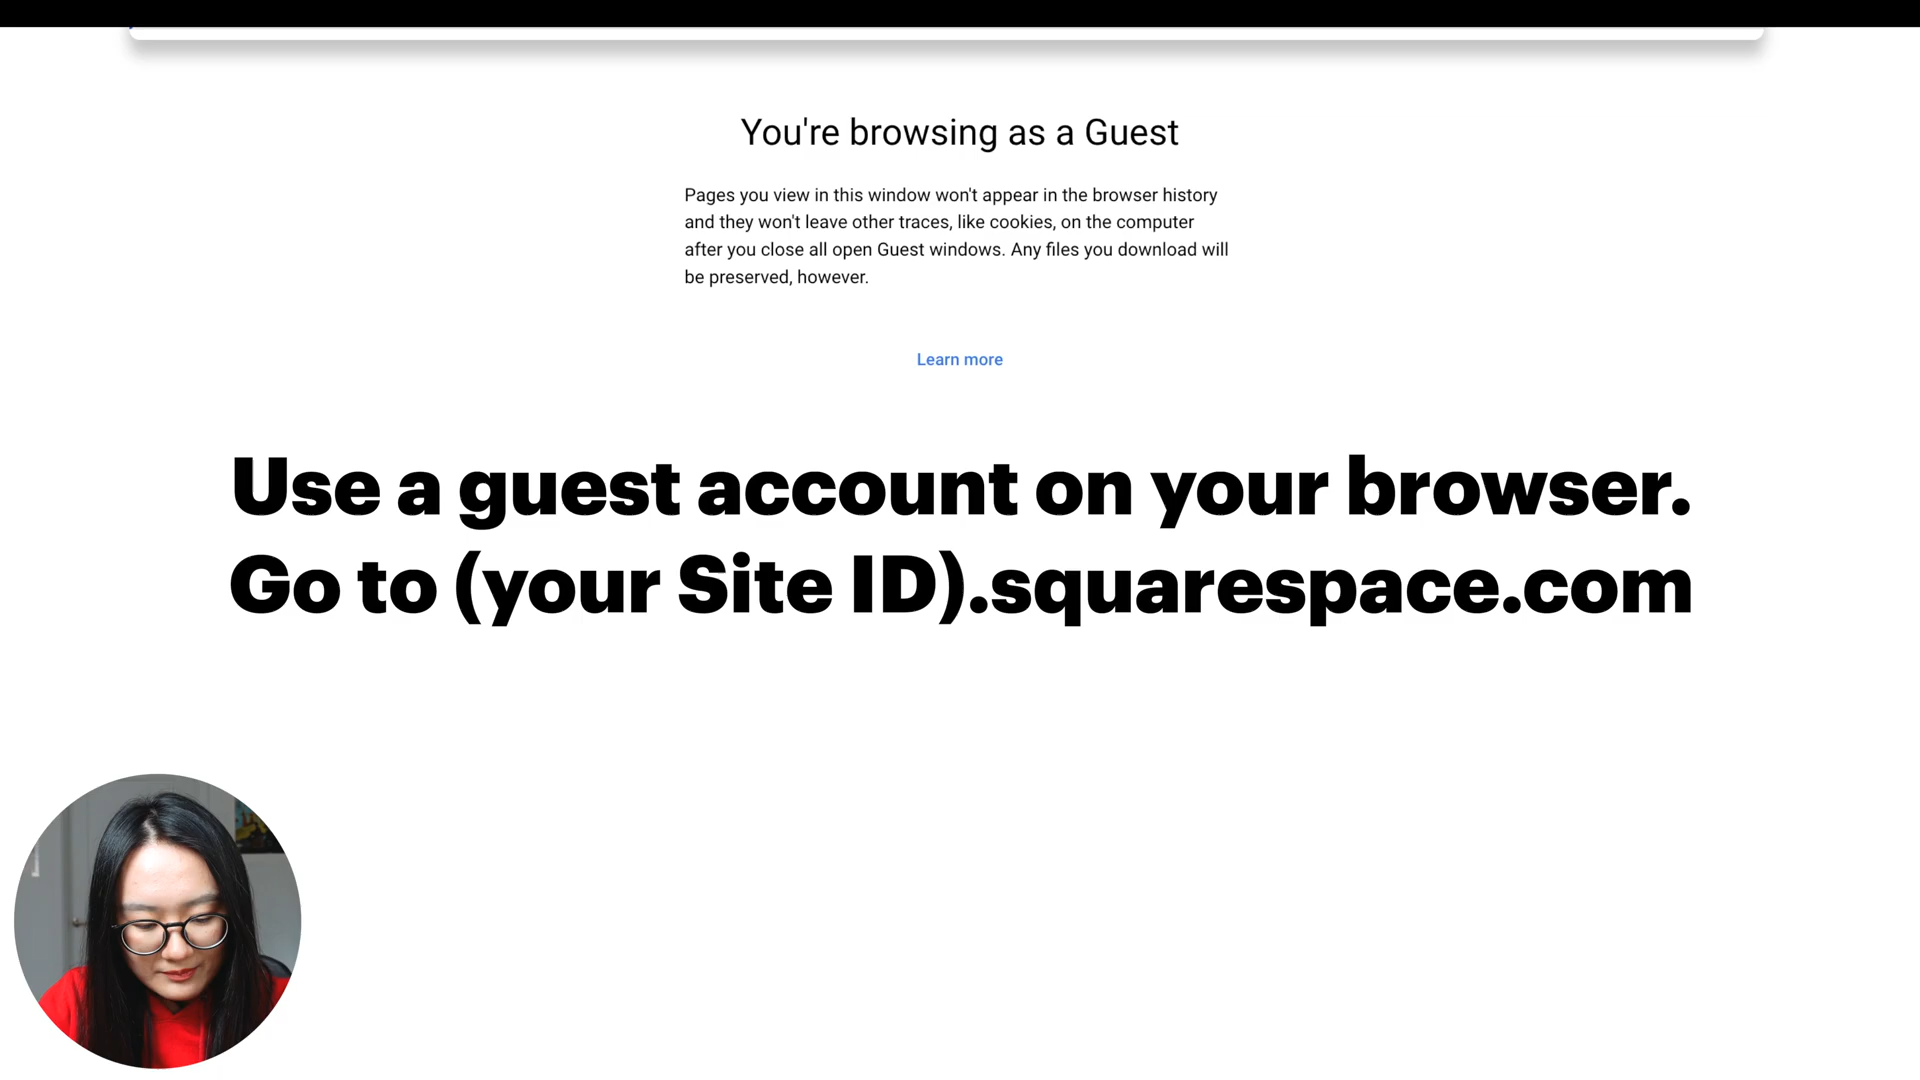 You're browsing as a Guest
Pages you view in this window won't appear in the browser history
and they won't leave other traces, like cookies, on the computer
after you close all open Guest windows. Any files you download will
be preserved, however.
Learn more
Use a guest account on your browser.
Go to (your Site ID).squarespace.com